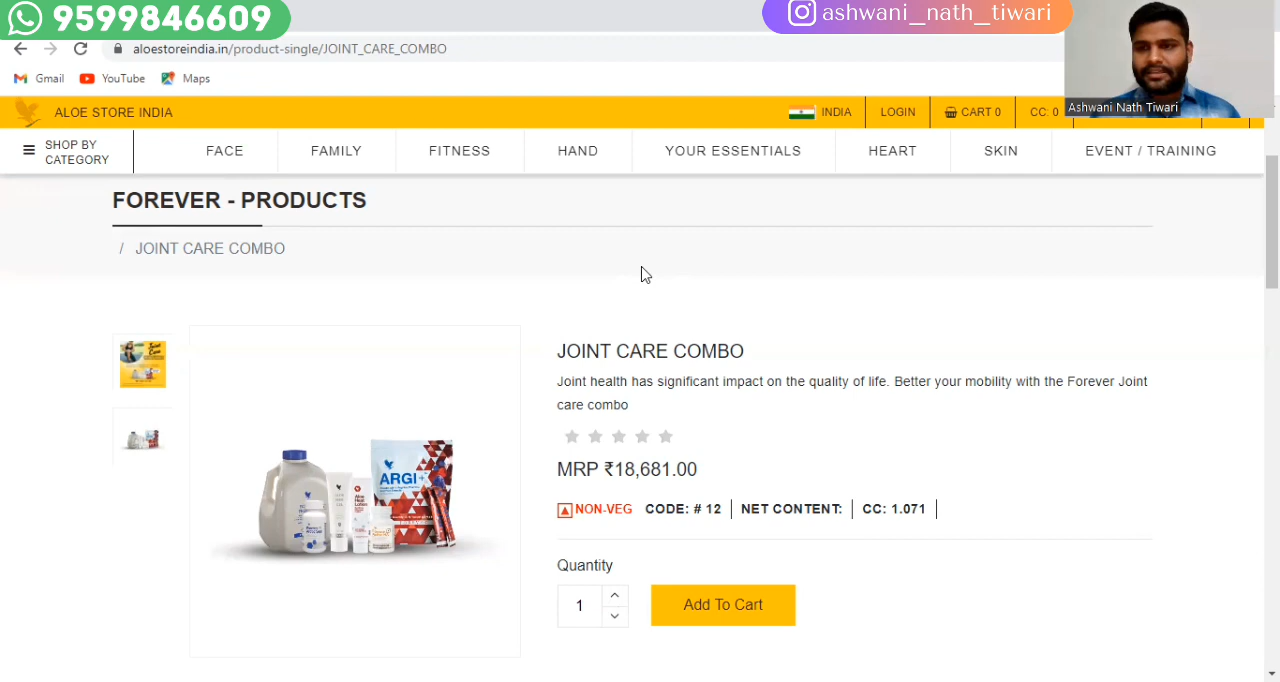 9599846609
ashwani_nath_tiwari
aloestoreindia.in/product-single/JOINT_CARE_COMBO
Gmail YouTube Maps
Ashwani Nath Tiwari
ALOE STORE INDIA INDIA LOGIN CART 0 CC: 0
SHOP BY
CATEGORY
FACE FAMILY FITNESS HAND YOUR ESSENTIALS HEART SKIN EVENT / TRAINING
FOREVER - PRODUCTS
/ JOINT CARE COMBO
JOINT CARE COMBO
Joint health has significant impact on the quality of life. Better your mobility with the Forever Joint
care combo
MRP ₹18,681.00
NON-VEG CODE: # 12 NET CONTENT: CC: 1.071
Quantity
1 Add To Cart
ARGI+